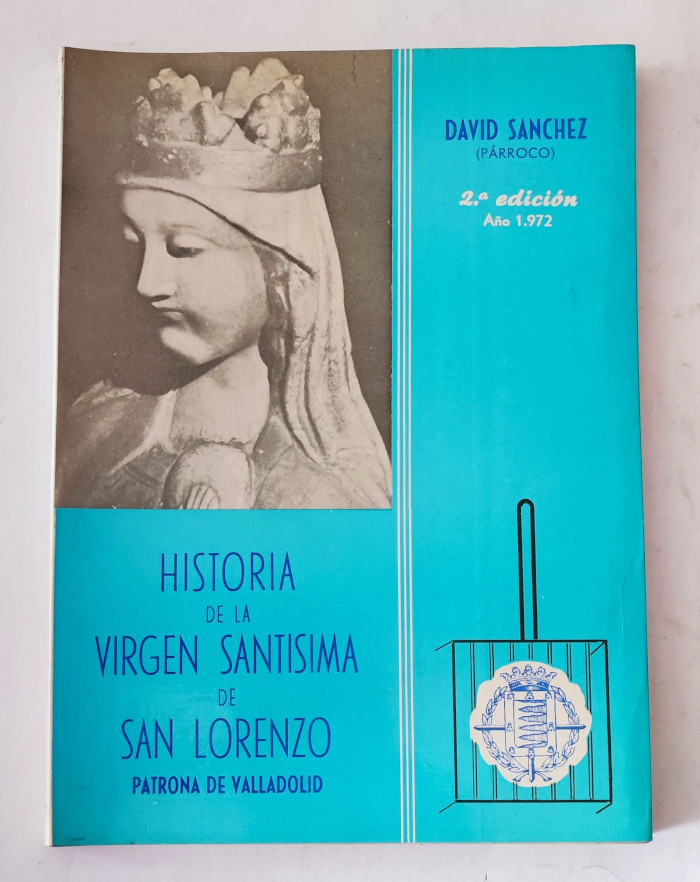 DAVID SANCHEZ
(PÁRROCO)
2.ª edición
Año 1.972
HISTORIA
DE LA
VIRGEN SANTISIMA
DE
SAN LORENZO
PATRONA DE VALLADOLID